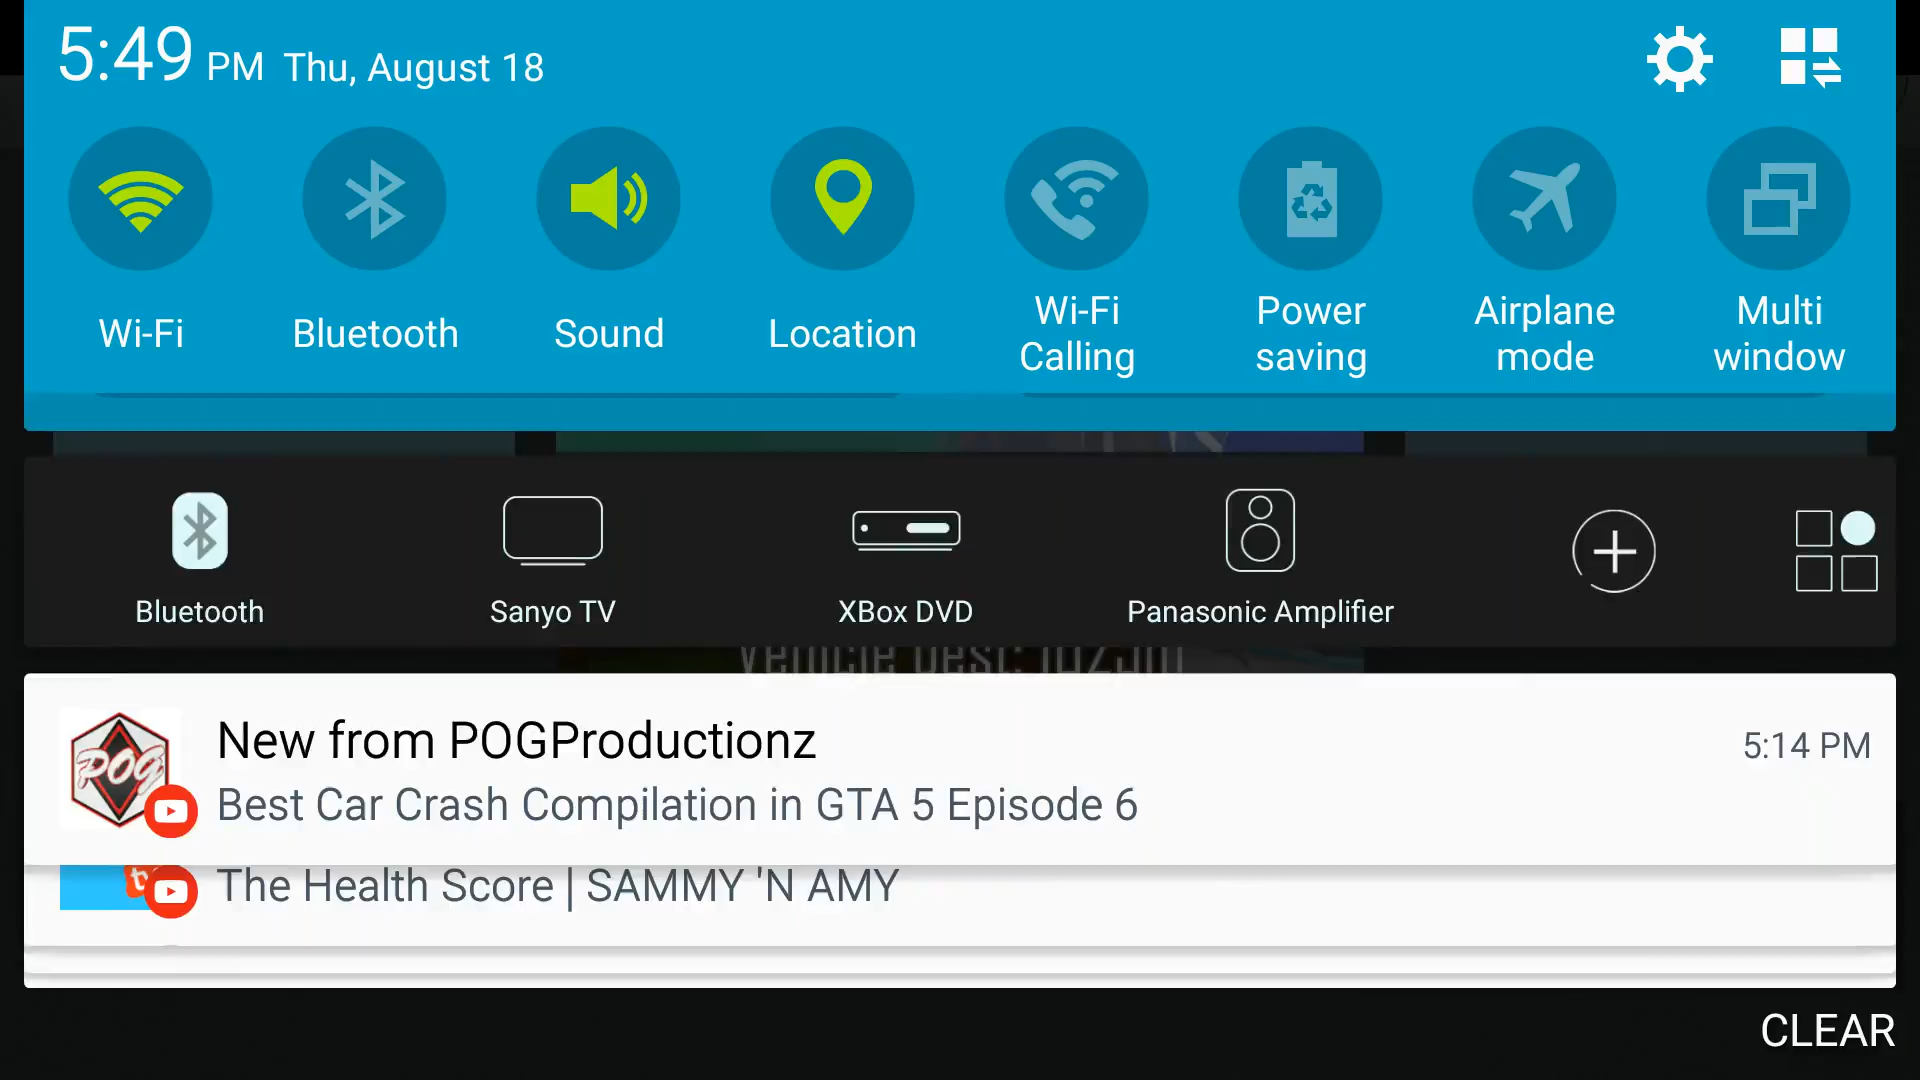 5:49 PM Thu, August 18
Wi-Fi
Bluetooth
Sound
Location
Wi-Fi
Calling
Power
saving
Airplane
mode
Multi
window
Bluetooth
Sanyo TV
XBox DVD
Panasonic Amplifier
POG
New from POGProductionz
5:14 PM
Best Car Crash Compilation in GTA 5 Episode 6
The Health Score | SAMMY 'N AMY
CLEAR